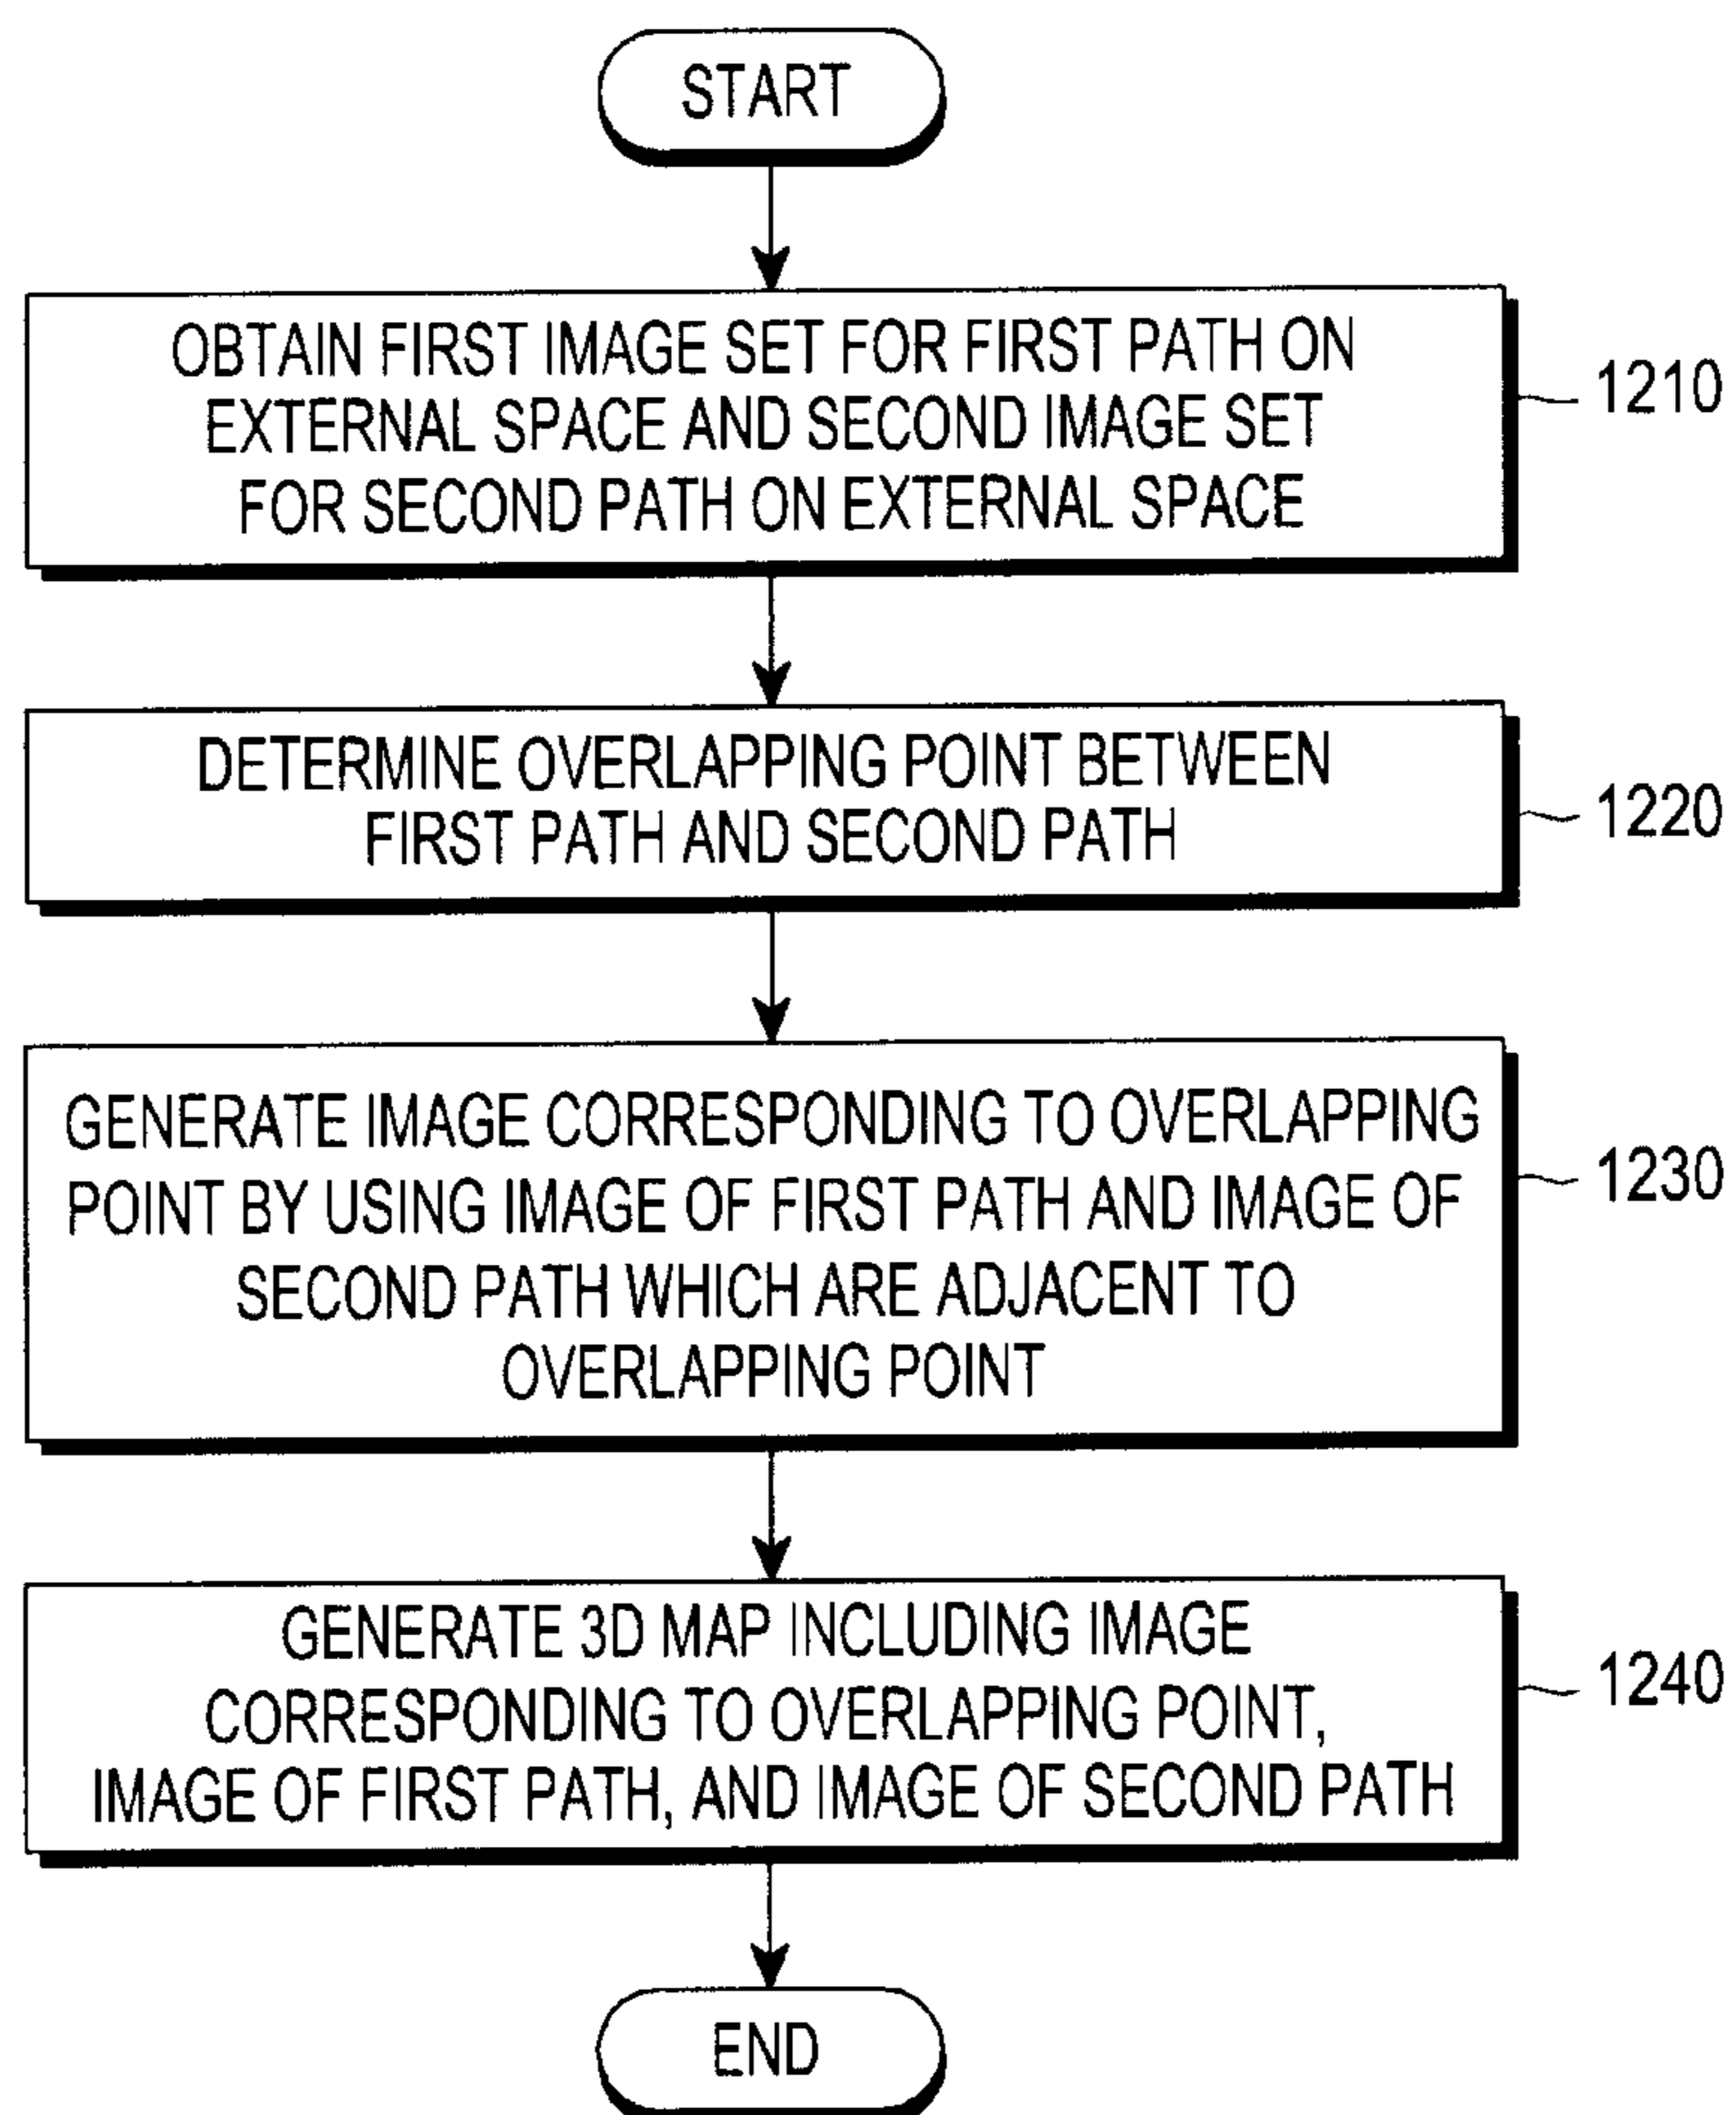 START
OBTAIN FIRST IMAGE SET FOR FIRST PATH ON
EXTERNAL SPACE AND SECOND IMAGE SET
FOR SECOND PATH ON EXTERNAL SPACE
1210
DETERMINE OVERLAPPING POINT BETWEEN
FIRST PATH AND SECOND PATH
1220
GENERATE IMAGE CORRESPONDING TO OVERLAPPING
POINT BY USING IMAGE OF FIRST PATH AND IMAGE OF
SECOND PATH WHICH ARE ADJACENT TO
OVERLAPPING POINT
1230
GENERATE 3D MAP INCLUDING IMAGE
CORRESPONDING TO OVERLAPPING POINT,
IMAGE OF FIRST PATH, AND IMAGE OF SECOND PATH
1240
END